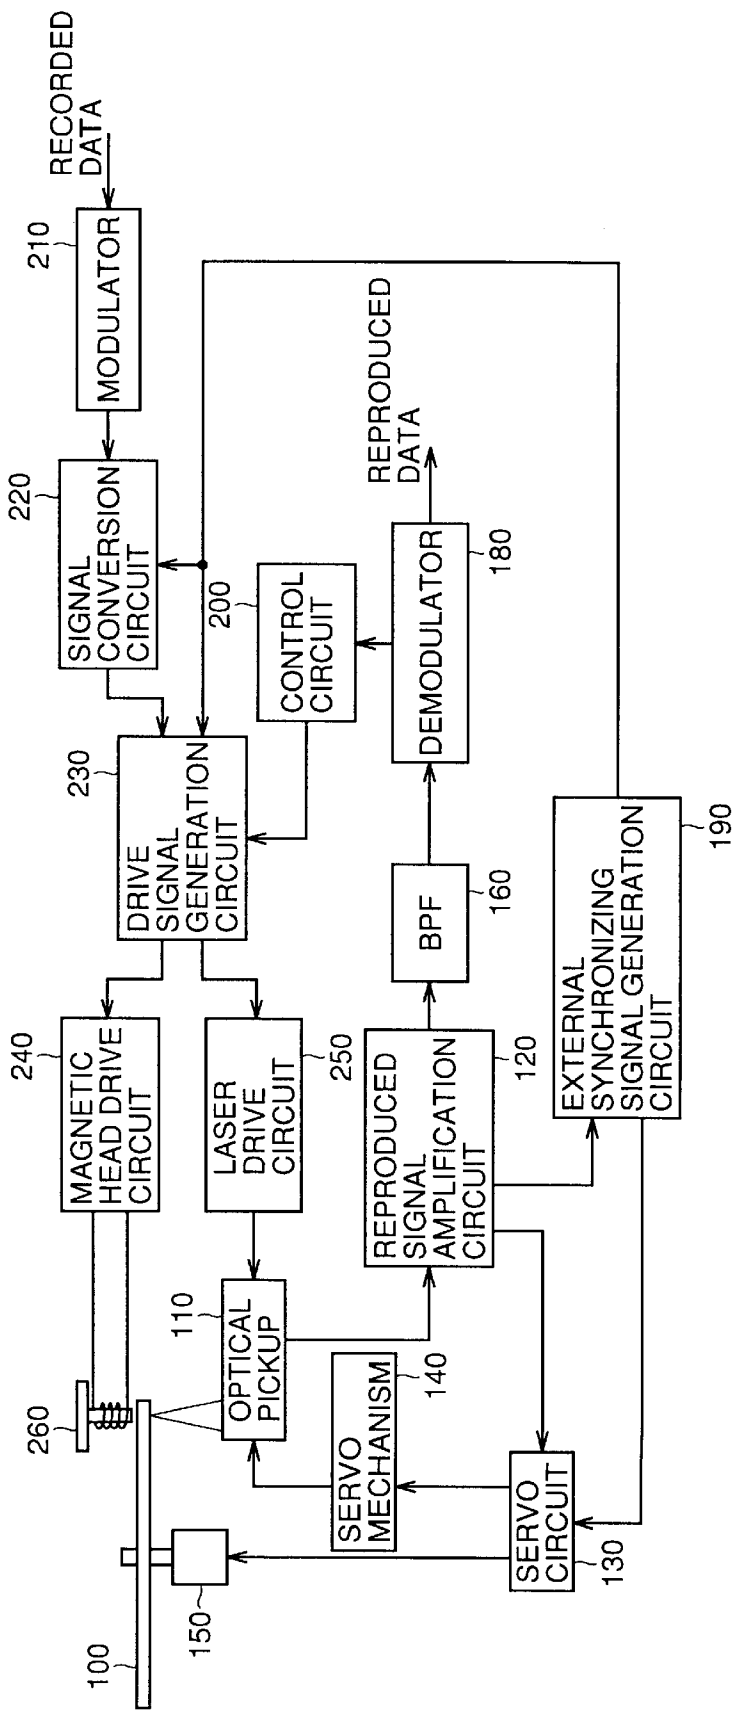 100
150
260
MAGNETIC
HEAD DRIVE
CIRCUIT
240
OPTICAL
PICKUP
110
LASER
DRIVE
CIRCUIT
250
DRIVE
SIGNAL
GENERATION
CIRCUIT
230
SIGNAL
CONVERSION
CIRCUIT
220
MODULATOR
210
RECORDED
DATA
CONTROL
CIRCUIT
200
SERVO
MECHANISM
140
REPRODUCED
SIGNAL
AMPLIFICATION
CIRCUIT
120
BPF
160
DEMODULATOR
180
REPRODUCED
DATA
SERVO
CIRCUIT
130
EXTERNAL
SYNCHRONIZING
SIGNAL GENERATION
CIRCUIT
190